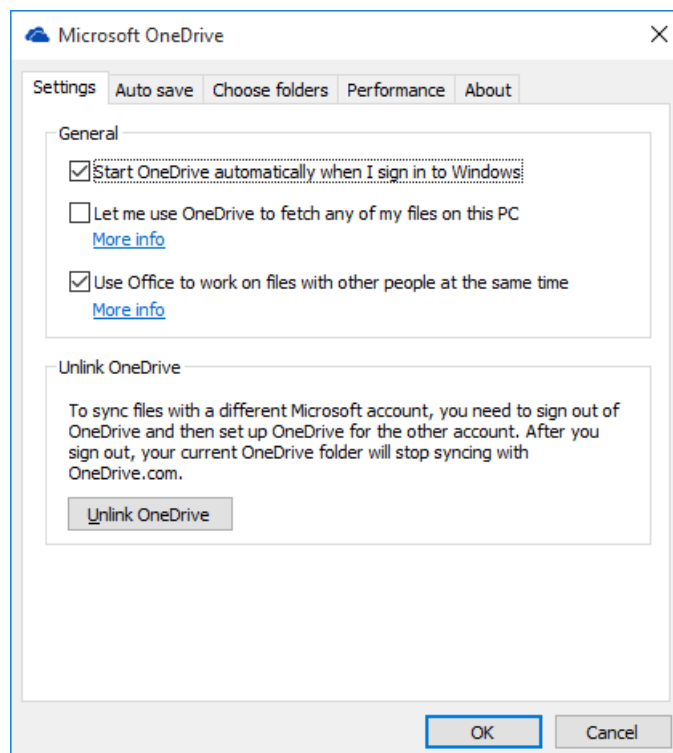 Microsoft OneDrive
Settings Auto save Choose folders Performance About
General
Start OneDrive automatically when I sign in to Windows
Let me use OneDrive to fetch any of my files on this PC
More info
Use Office to work on files with other people at the same time
More info
Unlink OneDrive
To sync files with a different Microsoft account, you need to sign out of
OneDrive and then set up OneDrive for the other account. After you
sign out, your current OneDrive folder will stop syncing with
OneDrive.com.
Unlink OneDrive
OK Cancel